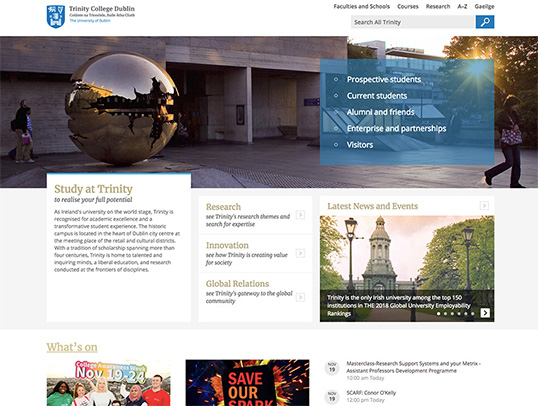 Trinity College Dublin
Coláiste na Tríonóide, Baile Átha Cliath
The University of Dublin
Faculties and Schools Courses Research A–Z Gaeilge
Search All Trinity
Prospective students
Current students
Alumni and friends
Enterprise and partnerships
Visitors
Study at Trinity
to realise your full potential
As Ireland's university on the world stage, Trinity is
recognised for academic excellence and a
transformative student experience. The historic
campus is located in the heart of Dublin city centre at
the meeting place of the retail and cultural districts.
With a tradition of scholarship spanning more than
four centuries, Trinity is home to talented and
inquiring minds, a liberal education, and research
conducted at the frontiers of disciplines.
Research
see Trinity's research themes and
search for expertise
Innovation
see how Trinity is creating value
for society
Global Relations
see Trinity's gateway to the global
community
Latest News and Events
Trinity is the only Irish university among the top 150
institutions in THE 2018 Global University Employability
Rankings
What's on
College Awareness Week
Nov 19-24
SAVE
OUR
SPARK
NOV
19
Masterclass-Research Support Systems and your Metrix -
Assistant Professors Development Programme
10:00 am Today
NOV
19
SCARF: Conor O'Kelly
12:00 pm Today